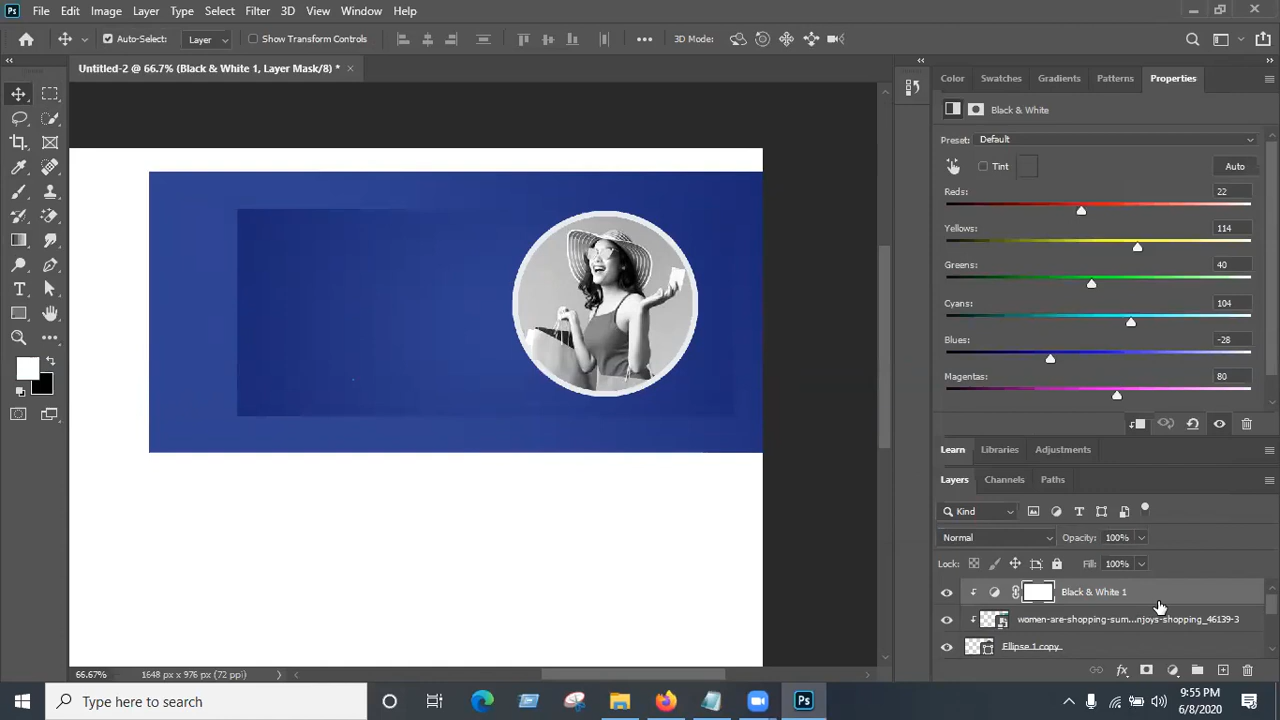 Ps File Edit Image Layer Type Select Filter 3D View Window Help
Auto-Select: Layer Show Transform Controls 3D Mode:
Untitled-2 @ 66.7% (Black & White 1, Layer Mask/8) *
Color Swatches Gradients Patterns Properties
Black & White
Preset: Default
Tint Auto
Reds: 22
Yellows: 114
Greens: 40
Cyans: 104
Blues: -28
Magentas: 80
Learn Libraries Adjustments
Layers Channels Paths
Kind
Normal Opacity: 100%
Lock: Fill: 100%
Black & White 1
women-are-shopping-sum...njoys-shopping_46139-3
Ellipse 1 copy
66.67% 1648 px x 976 px (72 ppi)
Type here to search
Ps
9:55 PM
6/8/2020